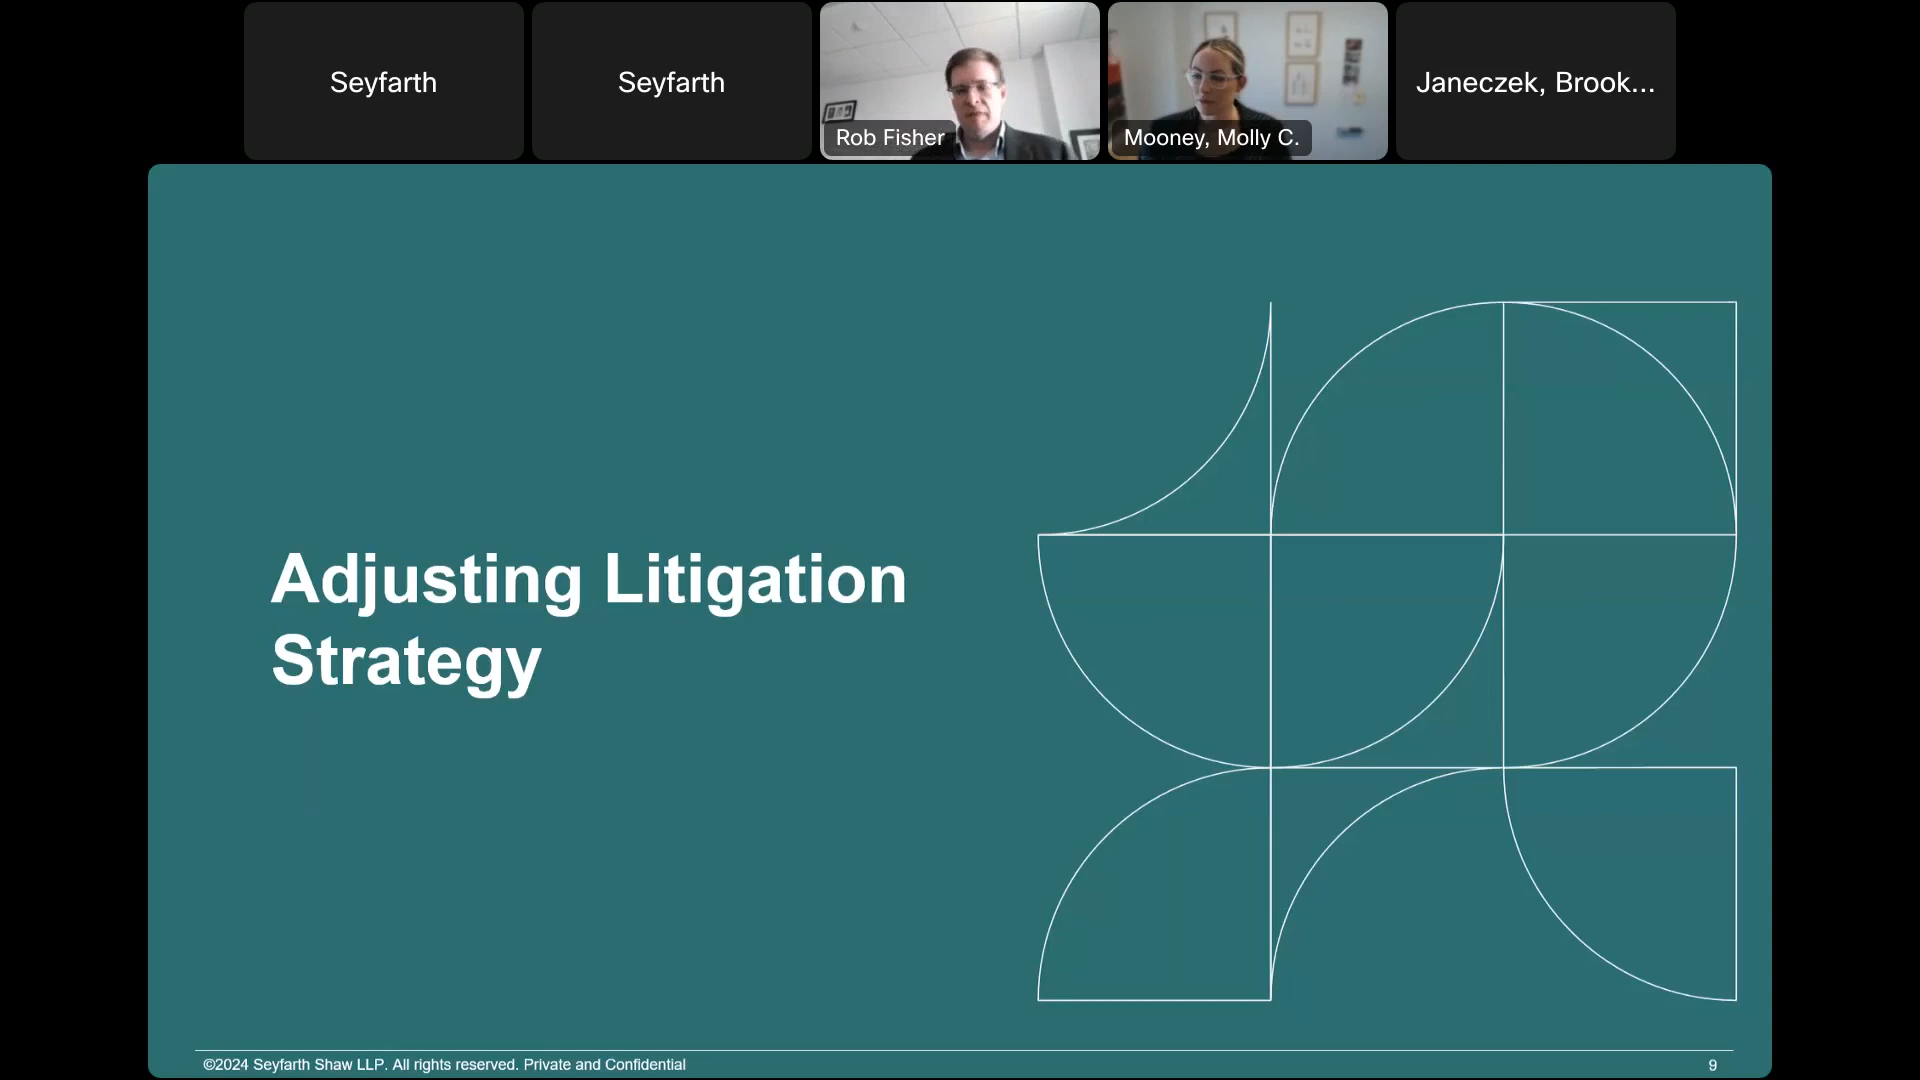 Seyfarth
Seyfarth
Rob Fisher
Mooney, Molly C.
Janeczek, Brook...
Adjusting Litigation
Strategy
©2024 Seyfarth Shaw LLP. All rights reserved. Private and Confidential
9